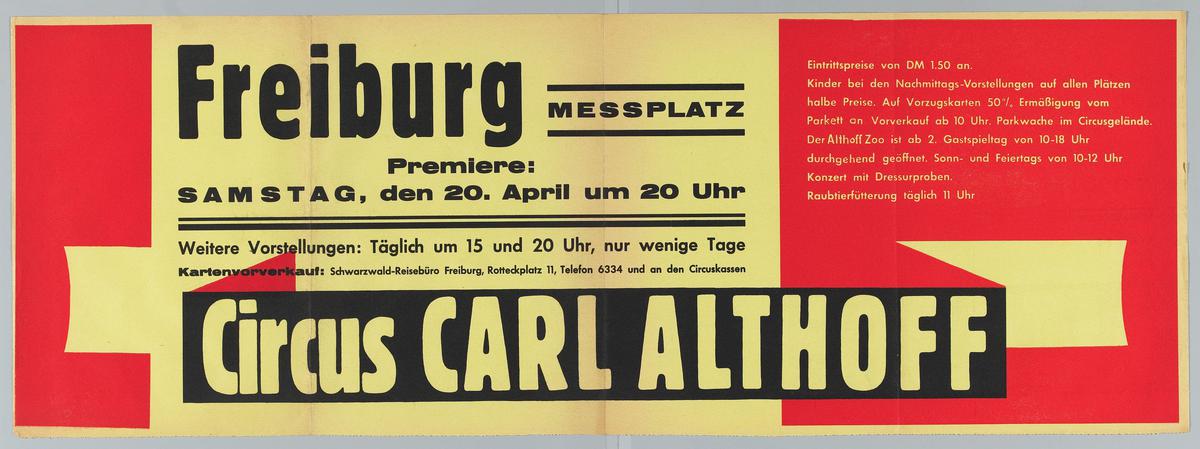 Freiburg
MESSPLATZ
Premiere:
SAMSTAG, den 20. April um 20 Uhr
Weitere Vorstellungen: Täglich um 15 und 20 Uhr, nur wenige Tage
Kartenvorverkauf: Schwarzwald-Reisebüro Freiburg, Rotteckplatz 11, Telefon 6334 und an den Circuskassen
Circus CARL ALTHOFF
Eintrittspreise von DM 1.50 an.
Kinder bei den Nachmittags-Vorstellungen auf allen Plätzen
halbe Preise. Auf Vorzugskarten 50% Ermäßigung vom
Parkett an Vorverkauf ab 10 Uhr. Parkwache im Circusgelände.
Der Althoff Zoo ist ab 2. Gastspieltag von 10-18 Uhr
durchgehend geöffnet. Sonn- und Feiertags von 10-12 Uhr
Konzert mit Dressurproben.
Raubtierfütterung täglich 11 Uhr